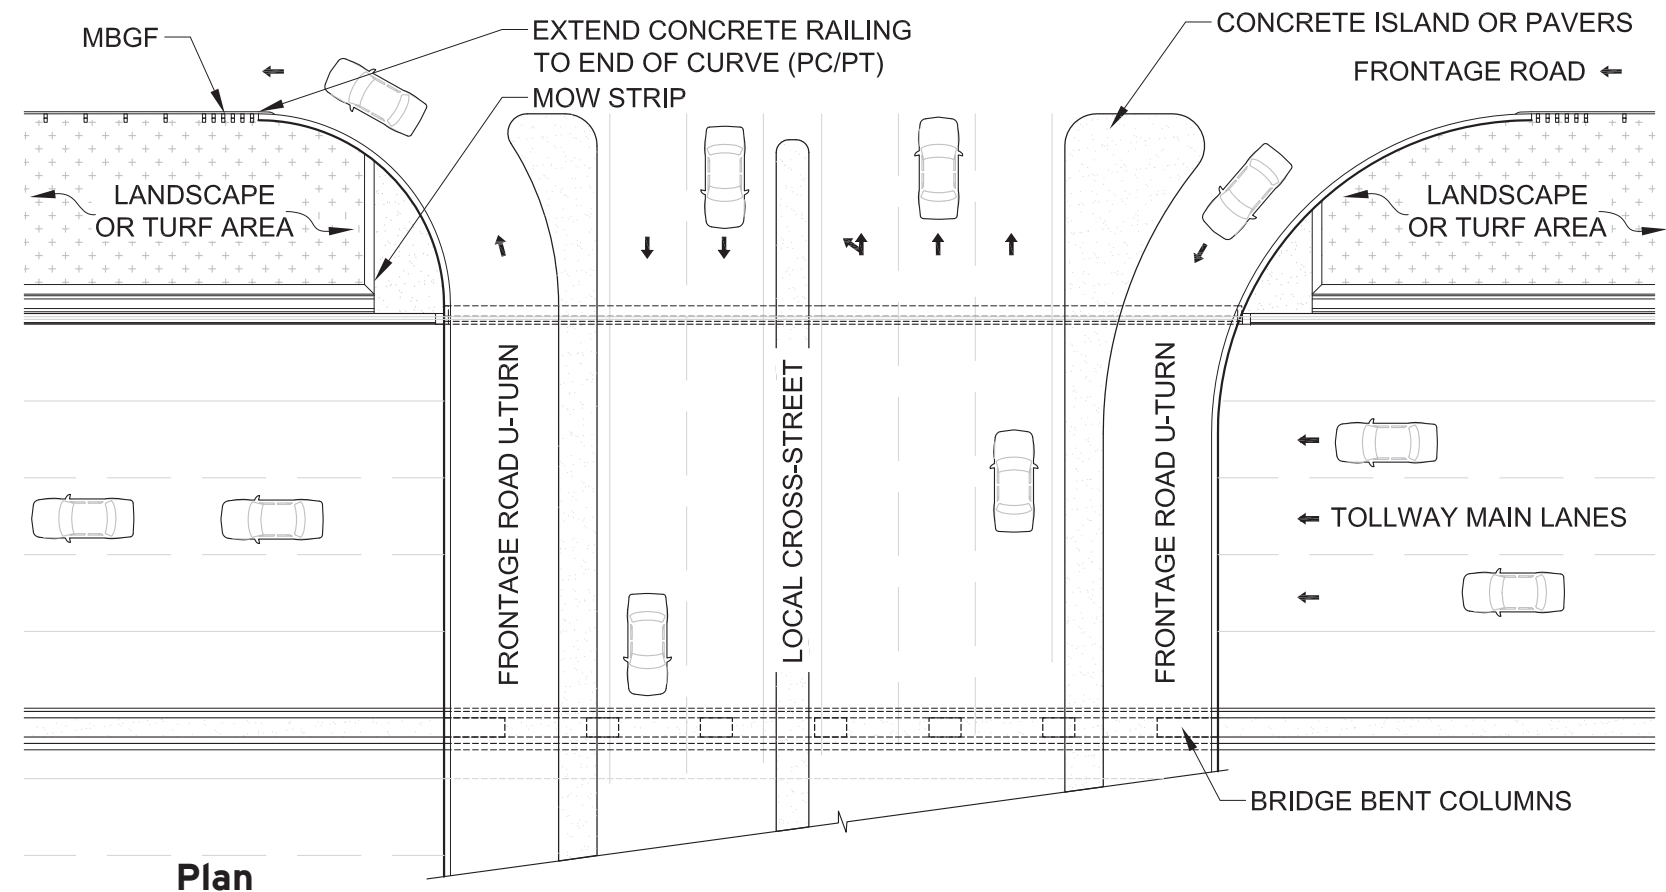 MBGF
EXTEND CONCRETE RAILING
TO END OF CURVE (PC/PT)
MOW STRIP
CONCRETE ISLAND OR PAVERS
FRONTAGE ROAD
LANDSCAPE
OR TURF AREA
LANDSCAPE
OR TURF AREA
FRONTAGE ROAD U-TURN
LOCAL CROSS-STREET
FRONTAGE ROAD U-TURN
TOLLWAY MAIN LANES
BRIDGE BENT COLUMNS
Plan